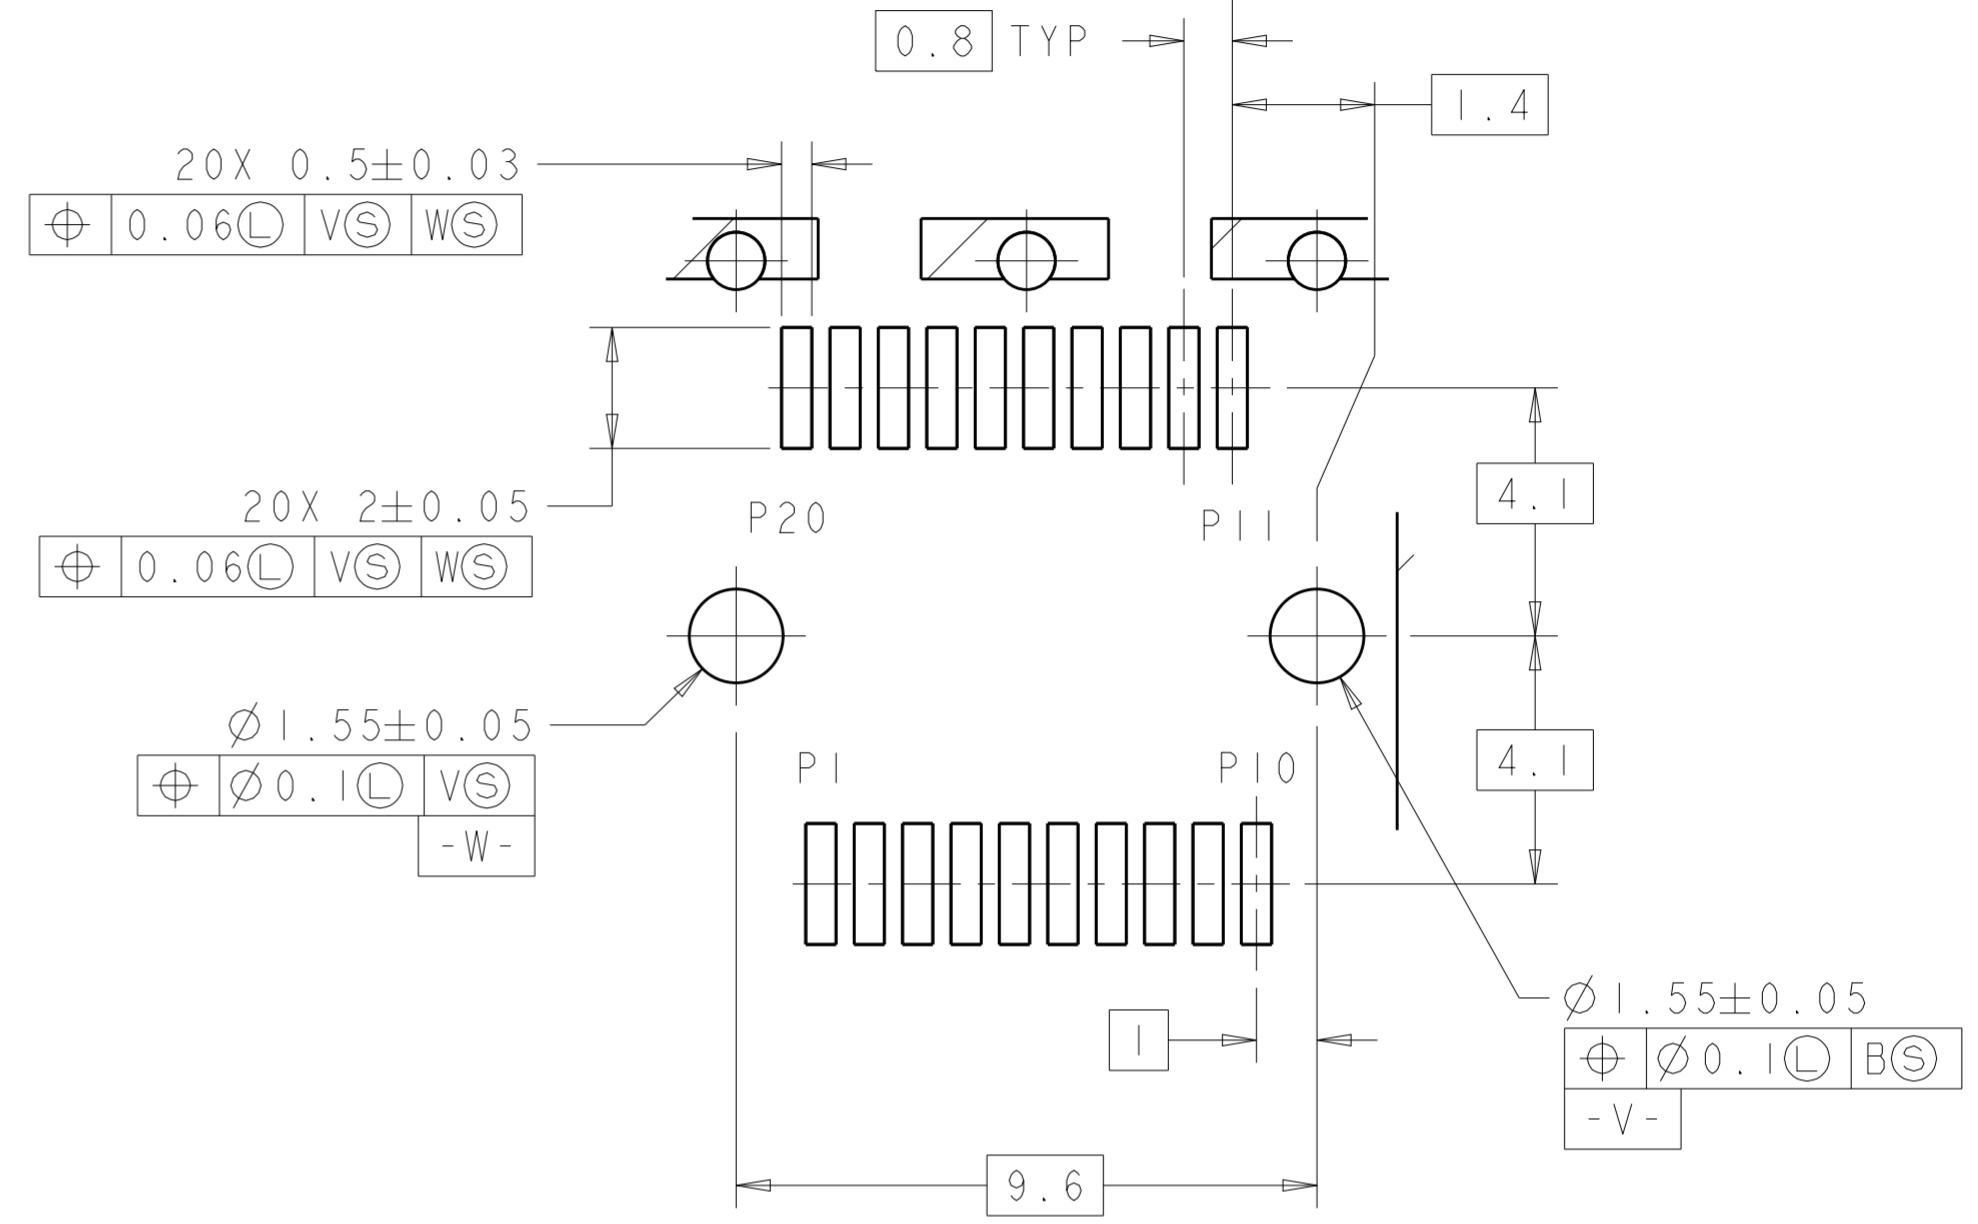 0.8 TYP
1.4
20X 0.5±0.03
⌖ 0.06Ⓛ VⓈ WⓈ
4.1
20X 2±0.05
⌖ 0.06Ⓛ VⓈ WⓈ
P20 P11
Ø1.55±0.05
⌖ Ø0.1Ⓛ VⓈ
-W-
P1 P10
4.1
Ø1.55±0.05
⌖ Ø0.1Ⓛ BⓈ
-V-
1
9.6